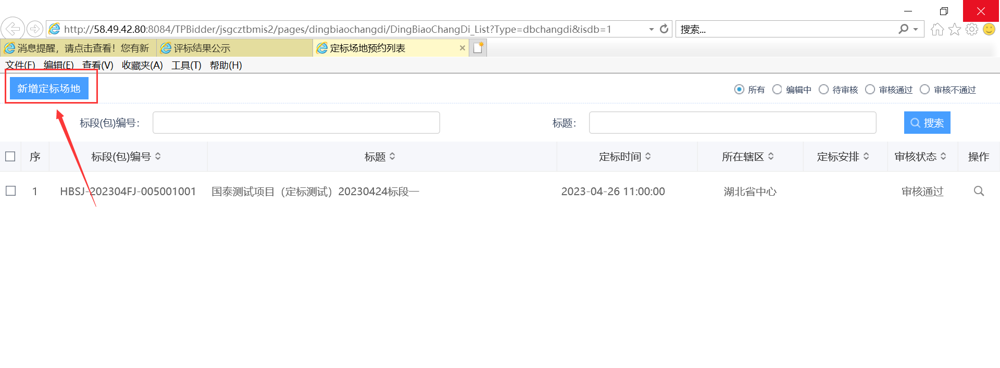 http://58.49.42.80:8084/TPBidder/jsgcztbmis2/pages/dingbiaochangdi/DingBiaoChangDi_List?Type=dbchangdi&isdb=1
搜索...
消息提醒，请点击查看！您有新
评标结果公示
定标场地预约列表
文件(F) 编辑(E) 查看(V) 收藏夹(A) 工具(T) 帮助(H)
新增定标场地
所有 编辑中 待审核 审核通过 审核不通过
标段(包)编号： 标题： 搜索
序 标段(包)编号 标题 定标时间 所在辖区 定标安排 审核状态 操作
1 HBSJ-202304FJ-005001001 国泰测试项目（定标测试）20230424标段一 2023-04-26 11:00:00 湖北省中心 审核通过